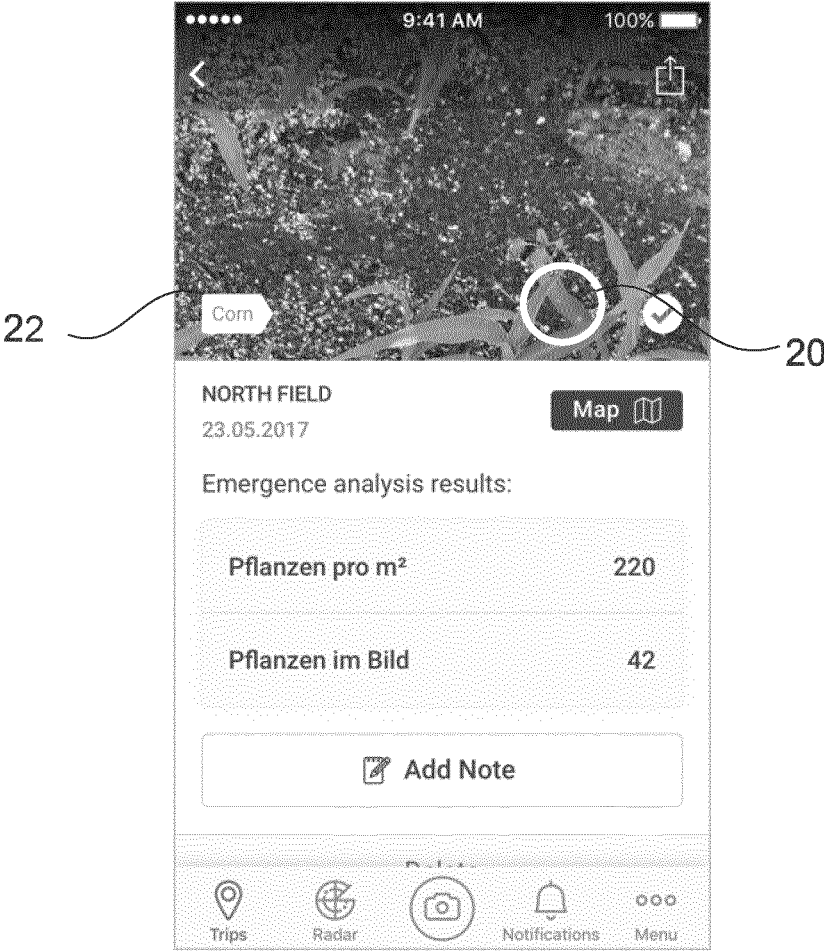 9:41 AM 100%
22
Corn
20
NORTH FIELD
Map
23.05.2017
Emergence analysis results:
Pflanzen pro m² 220
Pflanzen im Bild 42
Add Note
Delete
Trips Radar Notifications Menu